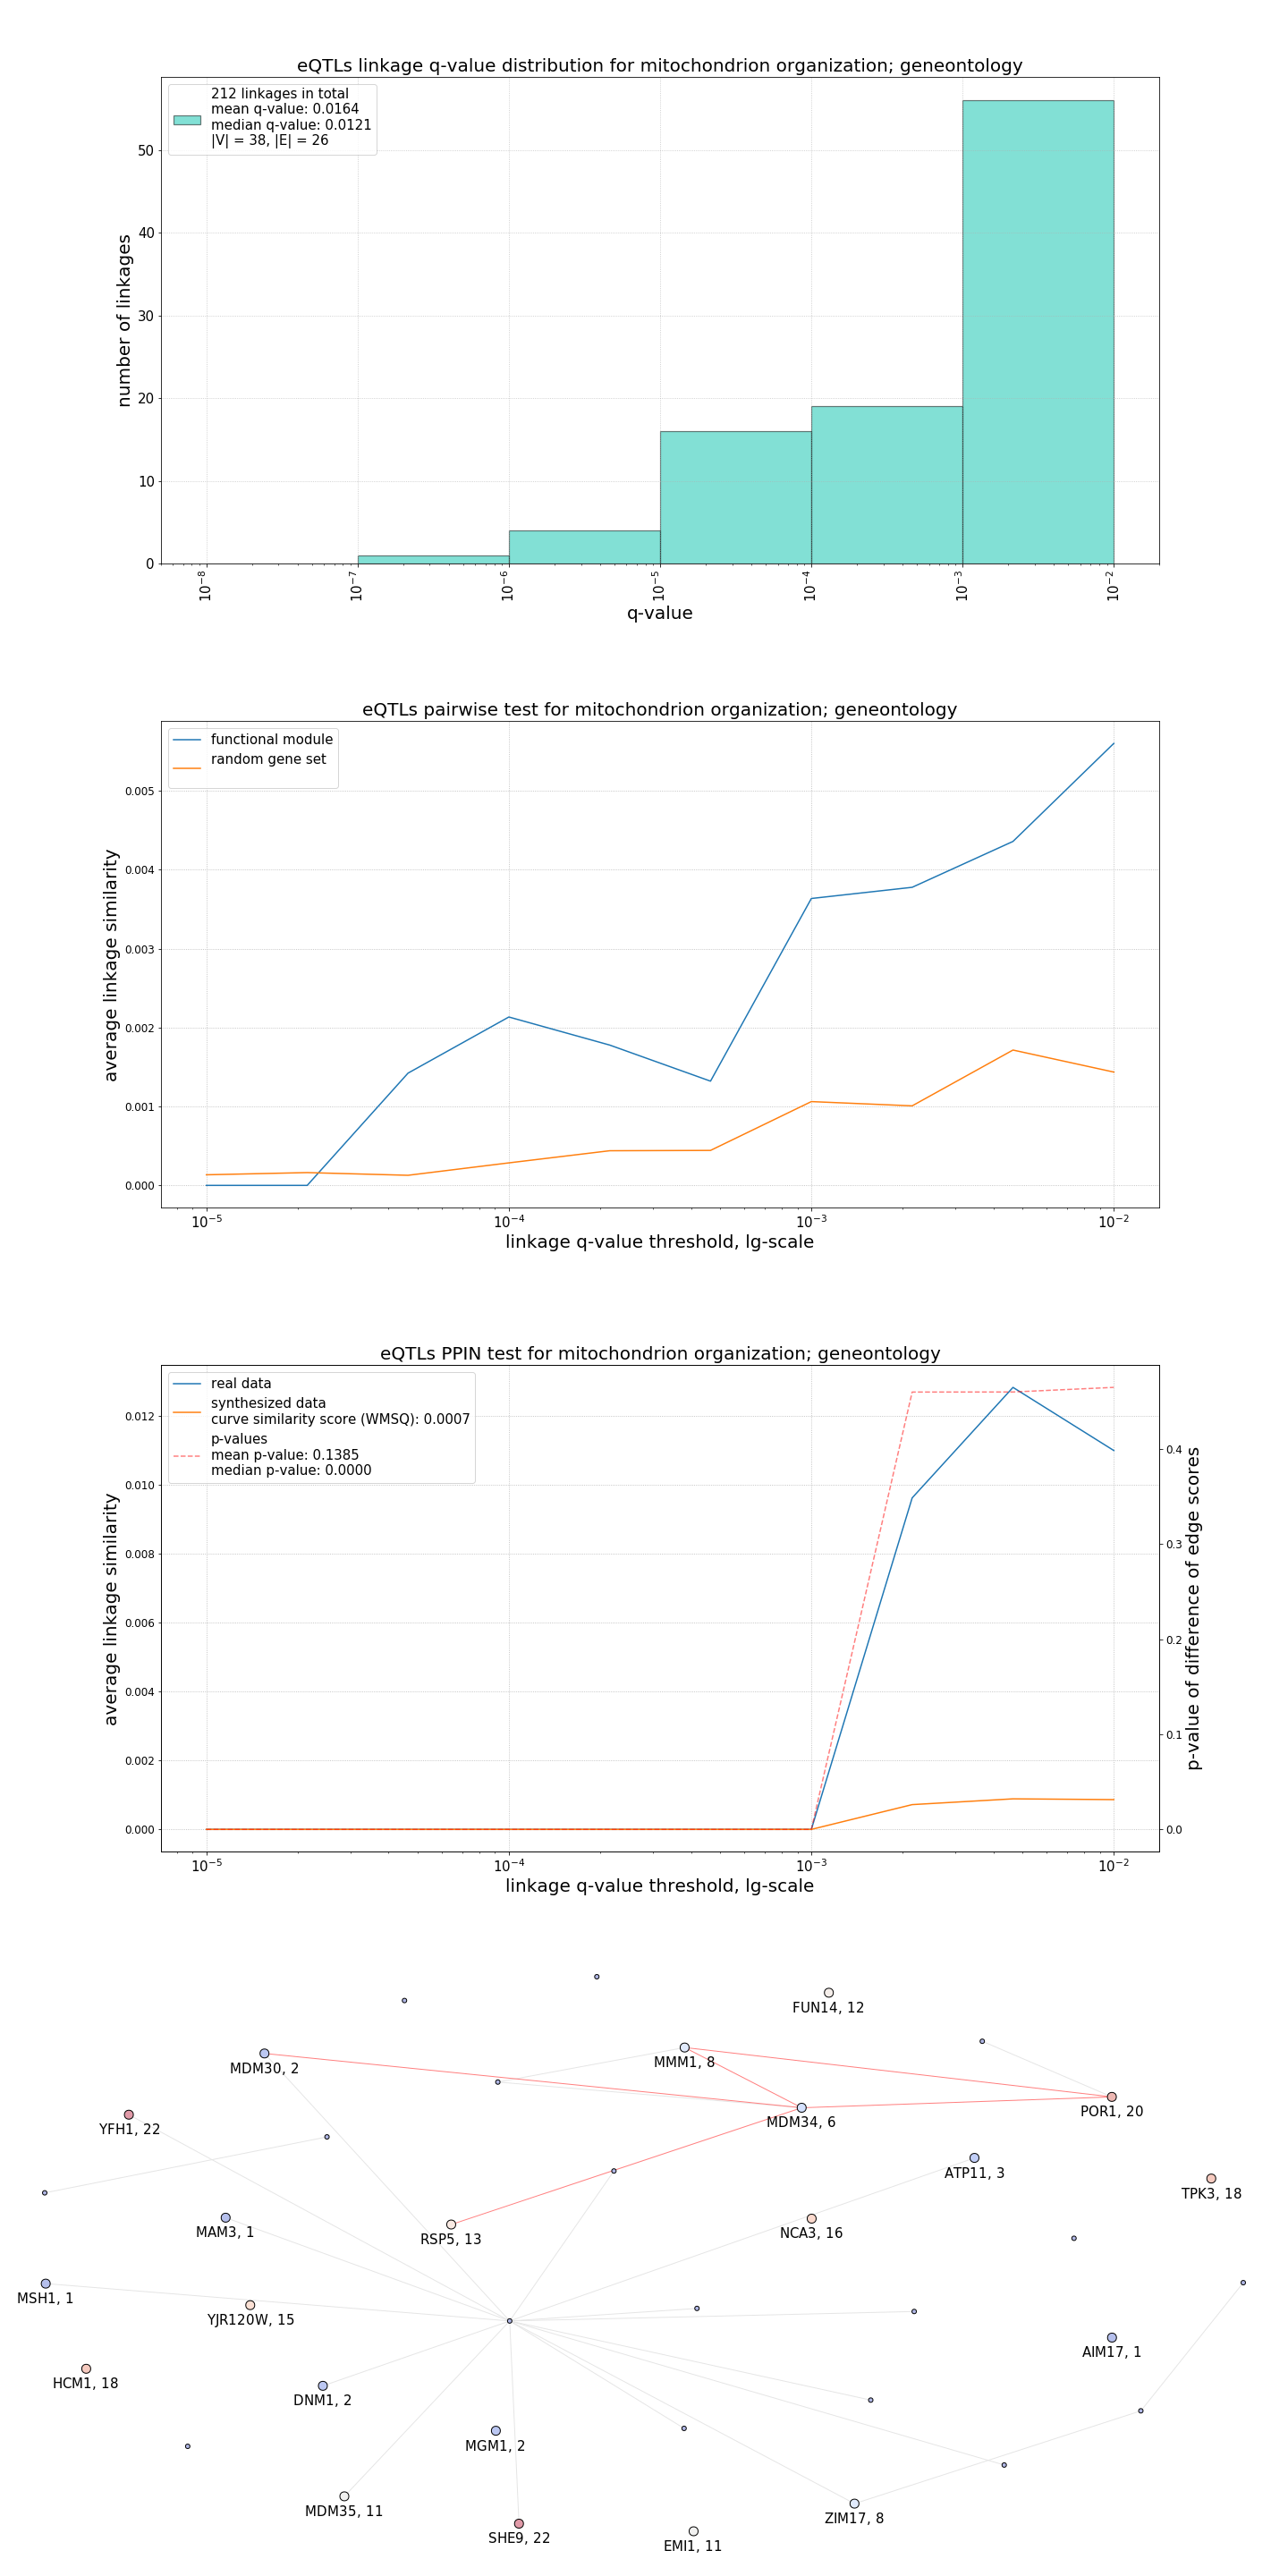 eQTLs linkage q-value distribution for mitochondrion organization; geneontology
212 linkages in total
mean q-value: 0.0164
median q-value: 0.0121
|V| = 38, |E| = 26
number of linkages
50
40
30
20
10
0
10⁻⁸
10⁻⁷
10⁻⁶
10⁻⁵
10⁻⁴
10⁻³
10⁻²
q-value
eQTLs pairwise test for mitochondrion organization; geneontology
functional module
random gene set
average linkage similarity
0.005
0.004
0.003
0.002
0.001
0.000
10⁻⁵
10⁻⁴
10⁻³
10⁻²
linkage q-value threshold, lg-scale
eQTLs PPIN test for mitochondrion organization; geneontology
real data
synthesized data
curve similarity score (WMSQ): 0.0007
p-values
mean p-value: 0.1385
median p-value: 0.0000
average linkage similarity
0.012
0.010
0.008
0.006
0.004
0.002
0.000
0.4
0.3
0.2
0.1
0.0
p-value of difference of edge scores
10⁻⁵
10⁻⁴
10⁻³
10⁻²
linkage q-value threshold, lg-scale
FUN14, 12
MDM30, 2
MMM1, 8
POR1, 20
MDM34, 6
YFH1, 22
ATP11, 3
TPK3, 18
MAM3, 1
RSP5, 13
NCA3, 16
MSH1, 1
YJR120W, 15
AIM17, 1
HCM1, 18
DNM1, 2
MGM1, 2
MDM35, 11
ZIM17, 8
SHE9, 22
EMI1, 11